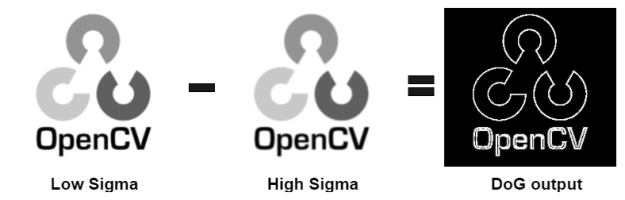 OpenCV
OpenCV
OpenCV
Low Sigma
High Sigma
DoG output